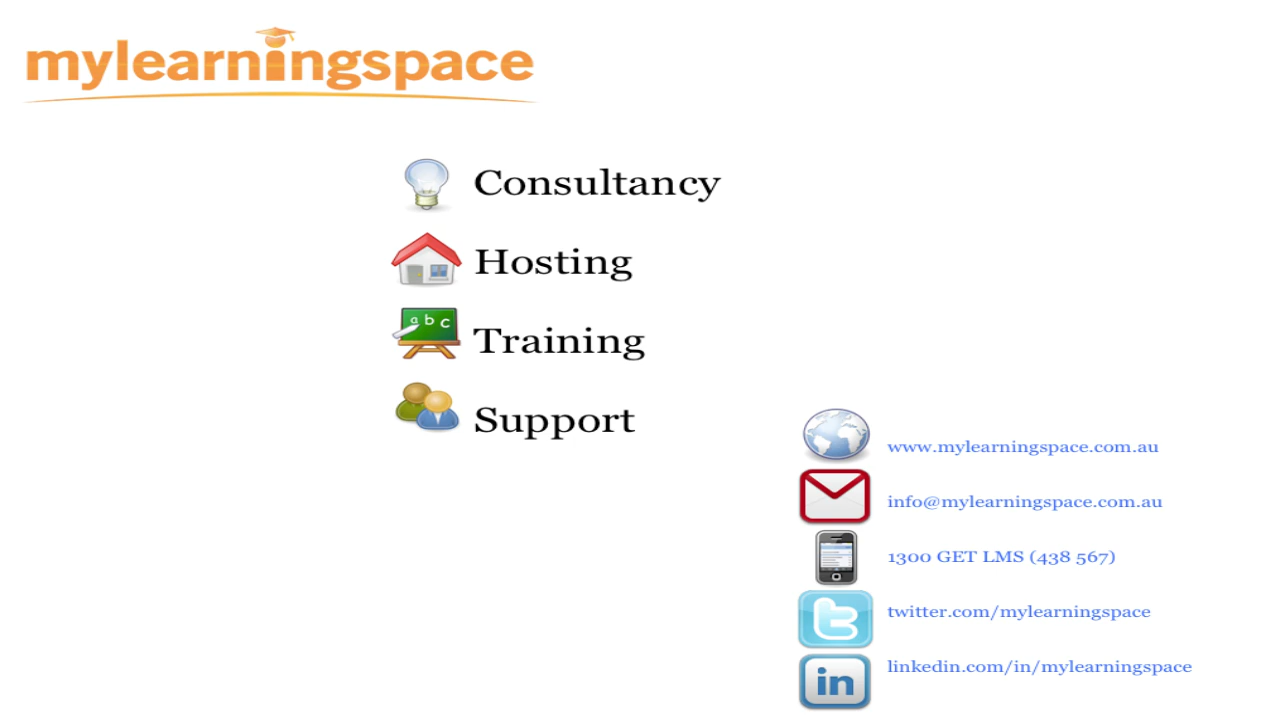 mylearningspace
Consultancy
Hosting
abc
Training
Support
www.mylearningspace.com.au
info@mylearningspace.com.au
1300 GET LMS (438 567)
t
twitter.com/mylearningspace
in
linkedin.com/in/mylearningspace